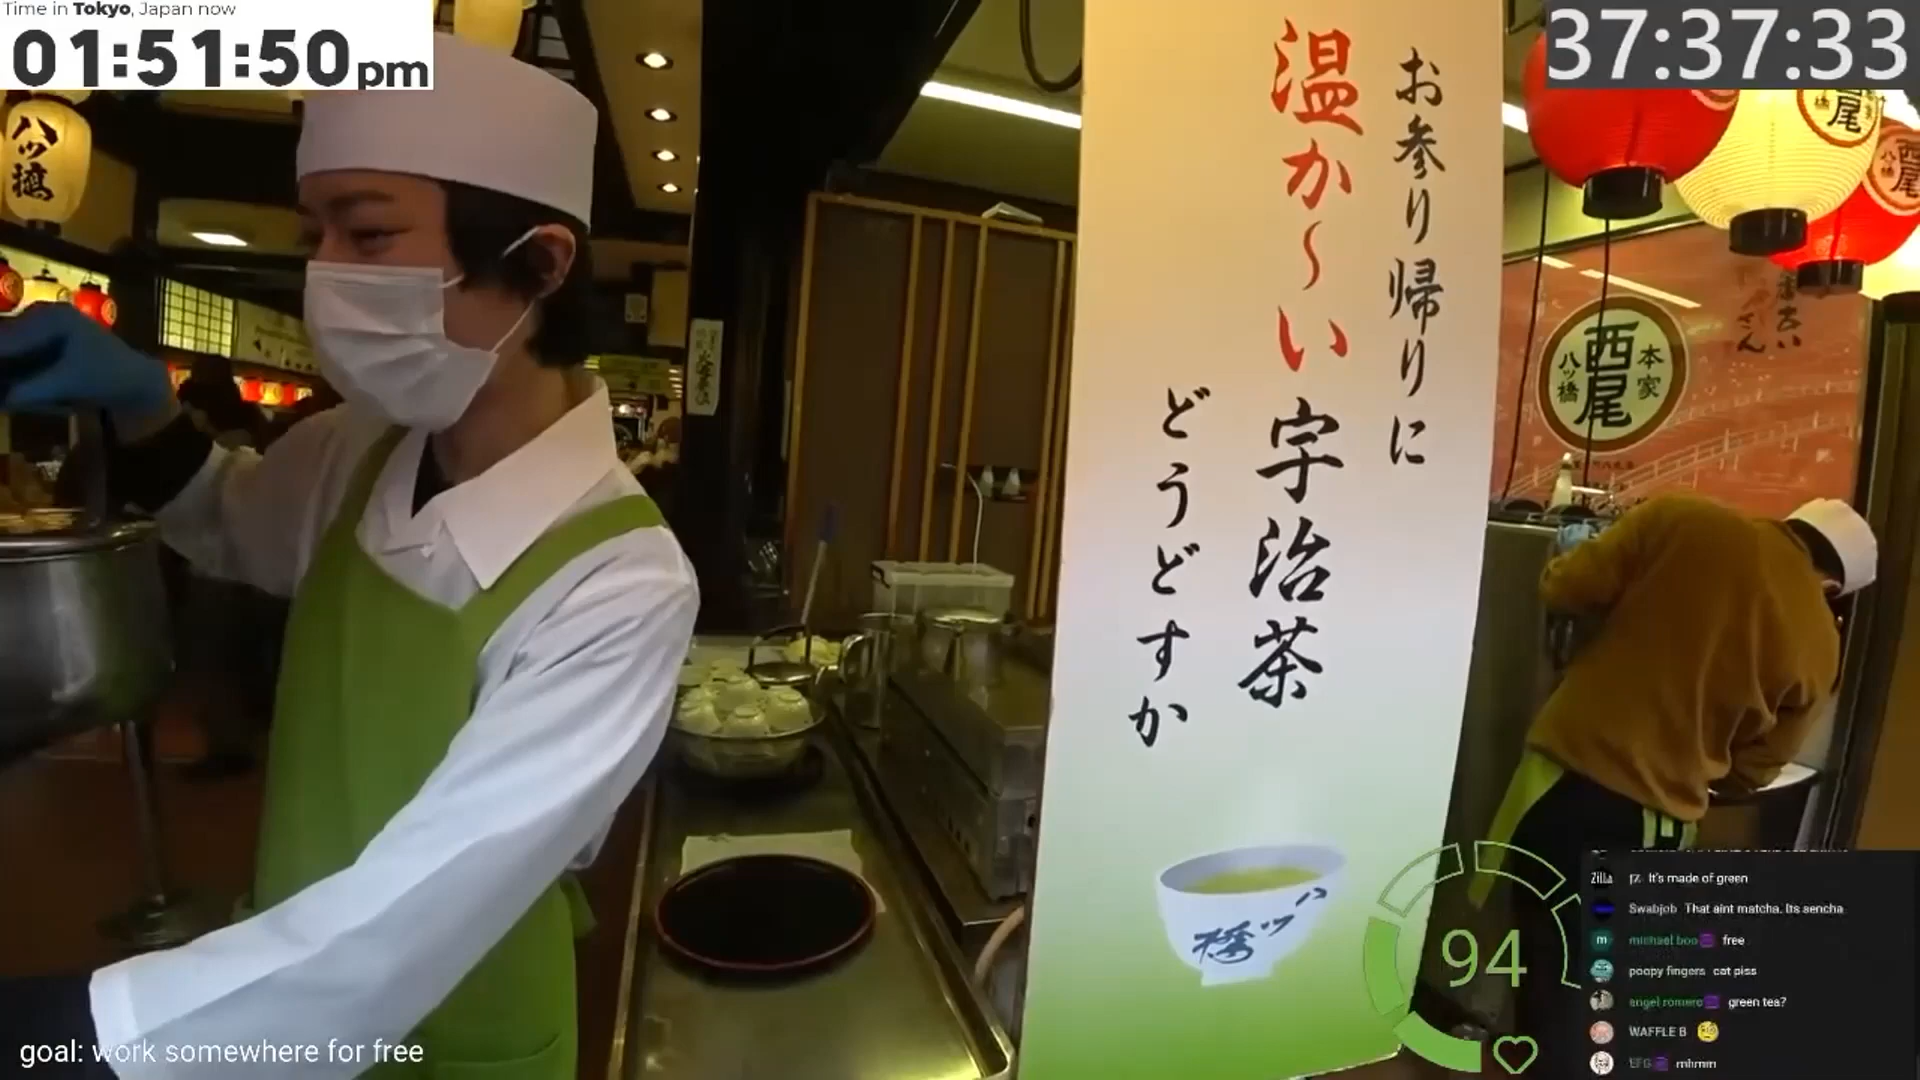 Time in Tokyo, Japan now
01:51:50pm
37:37:33
八ツ橋
お参り帰りに
温か〜い宇治茶
どうどすか
八ツ橋
本家
西尾
八ツ橋
西尾
西尾
94
Zilla It's made of green
Swabjob That aint matcha. Its sencha
michael boo free
poopy fingers cat piss
angel romero green tea?
WAFFLE B
EFG mhmm
goal: work somewhere for free